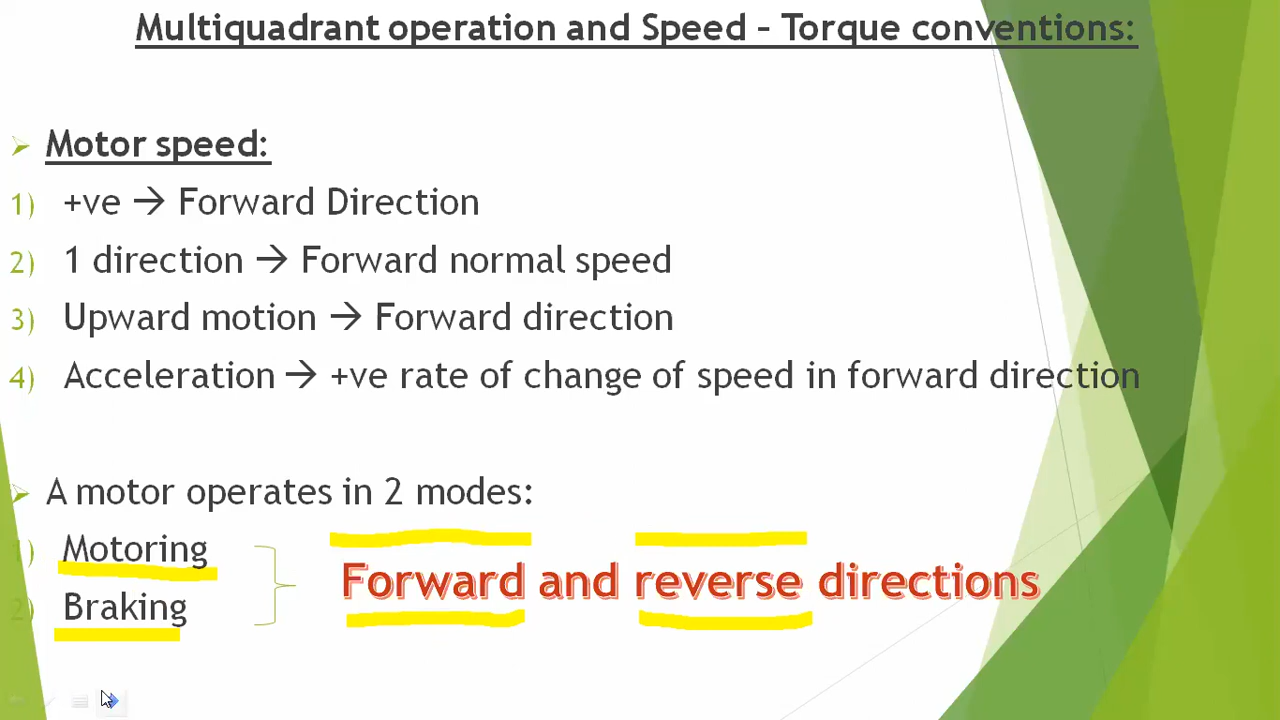 Multiquadrant operation and Speed – Torque conventions:
Motor speed:
1) +ve → Forward Direction
2) 1 direction → Forward normal speed
3) Upward motion → Forward direction
4) Acceleration → +ve rate of change of speed in forward direction
A motor operates in 2 modes:
1) Motoring
2) Braking
Forward and reverse directions